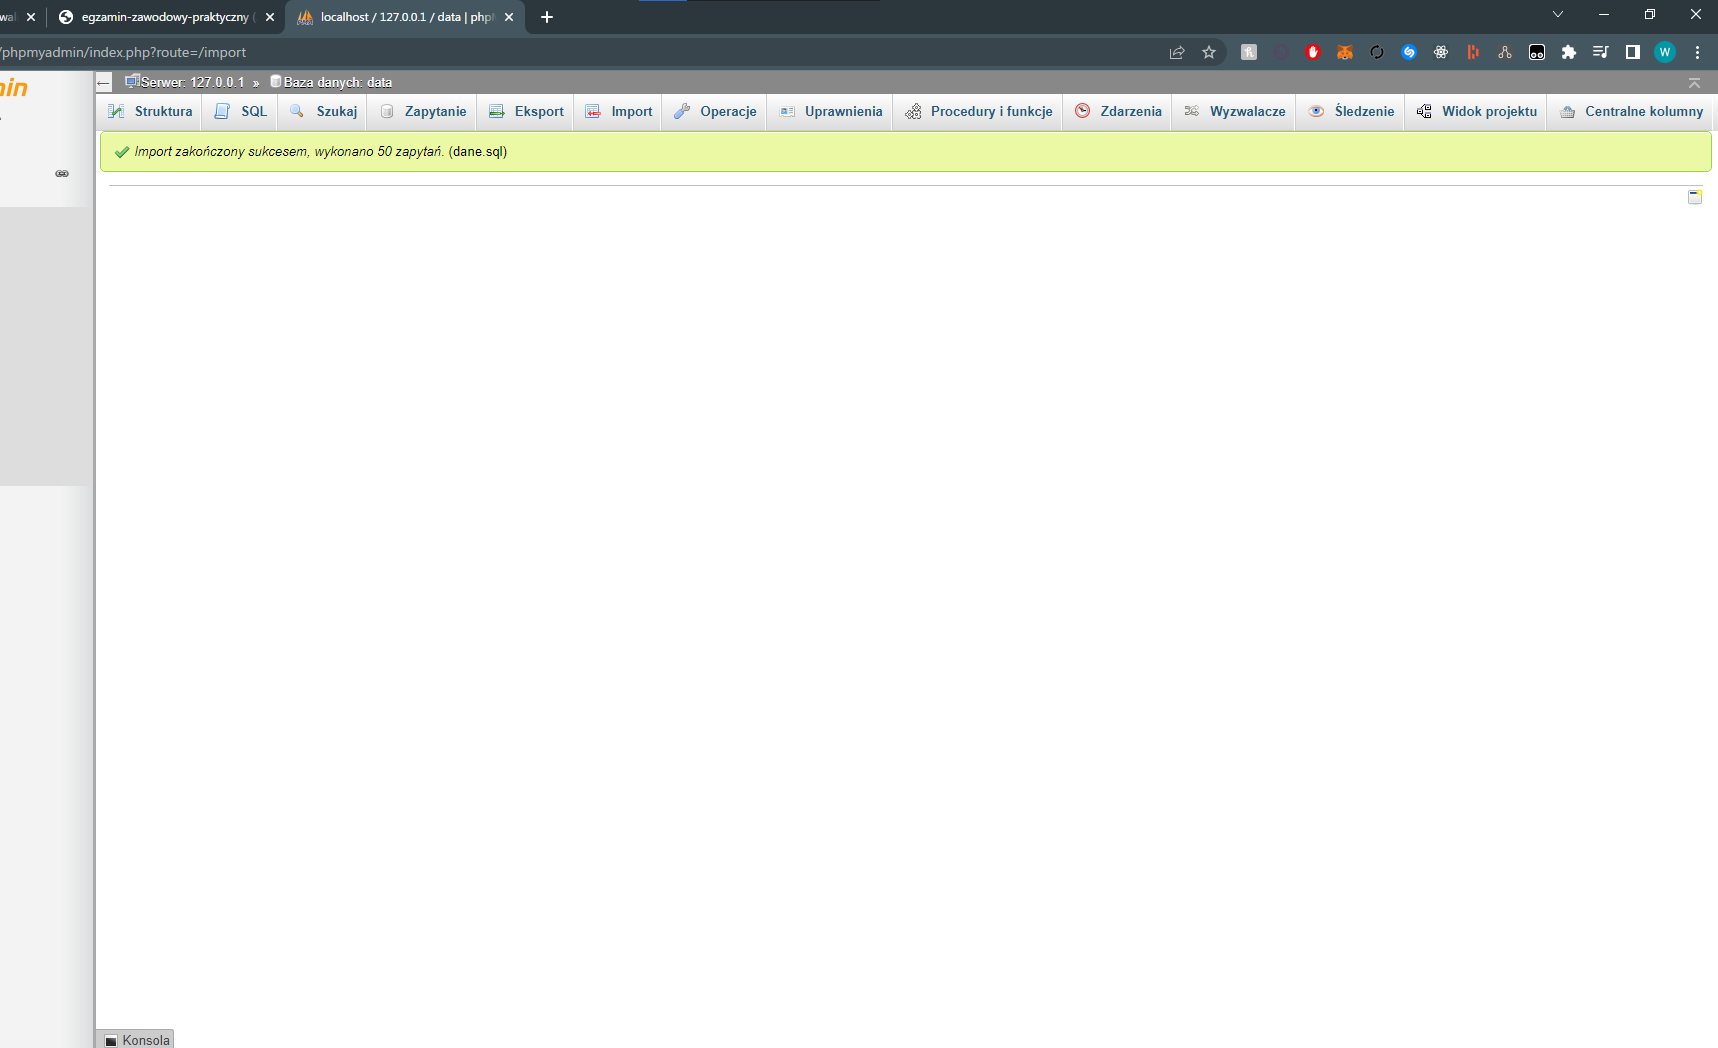 wal
egzamin-zawodowy-praktyczny (
localhost / 127.0.0.1 / data | php
/phpmyadmin/index.php?route=/import
W
in
Serwer: 127.0.0.1 » Baza danych: data
Struktura SQL Szukaj Zapytanie Eksport Import Operacje Uprawnienia Procedury i funkcje Zdarzenia Wyzwalacze Śledzenie Widok projektu Centralne kolumny
Import zakończony sukcesem, wykonano 50 zapytań. (dane.sql)
Konsola